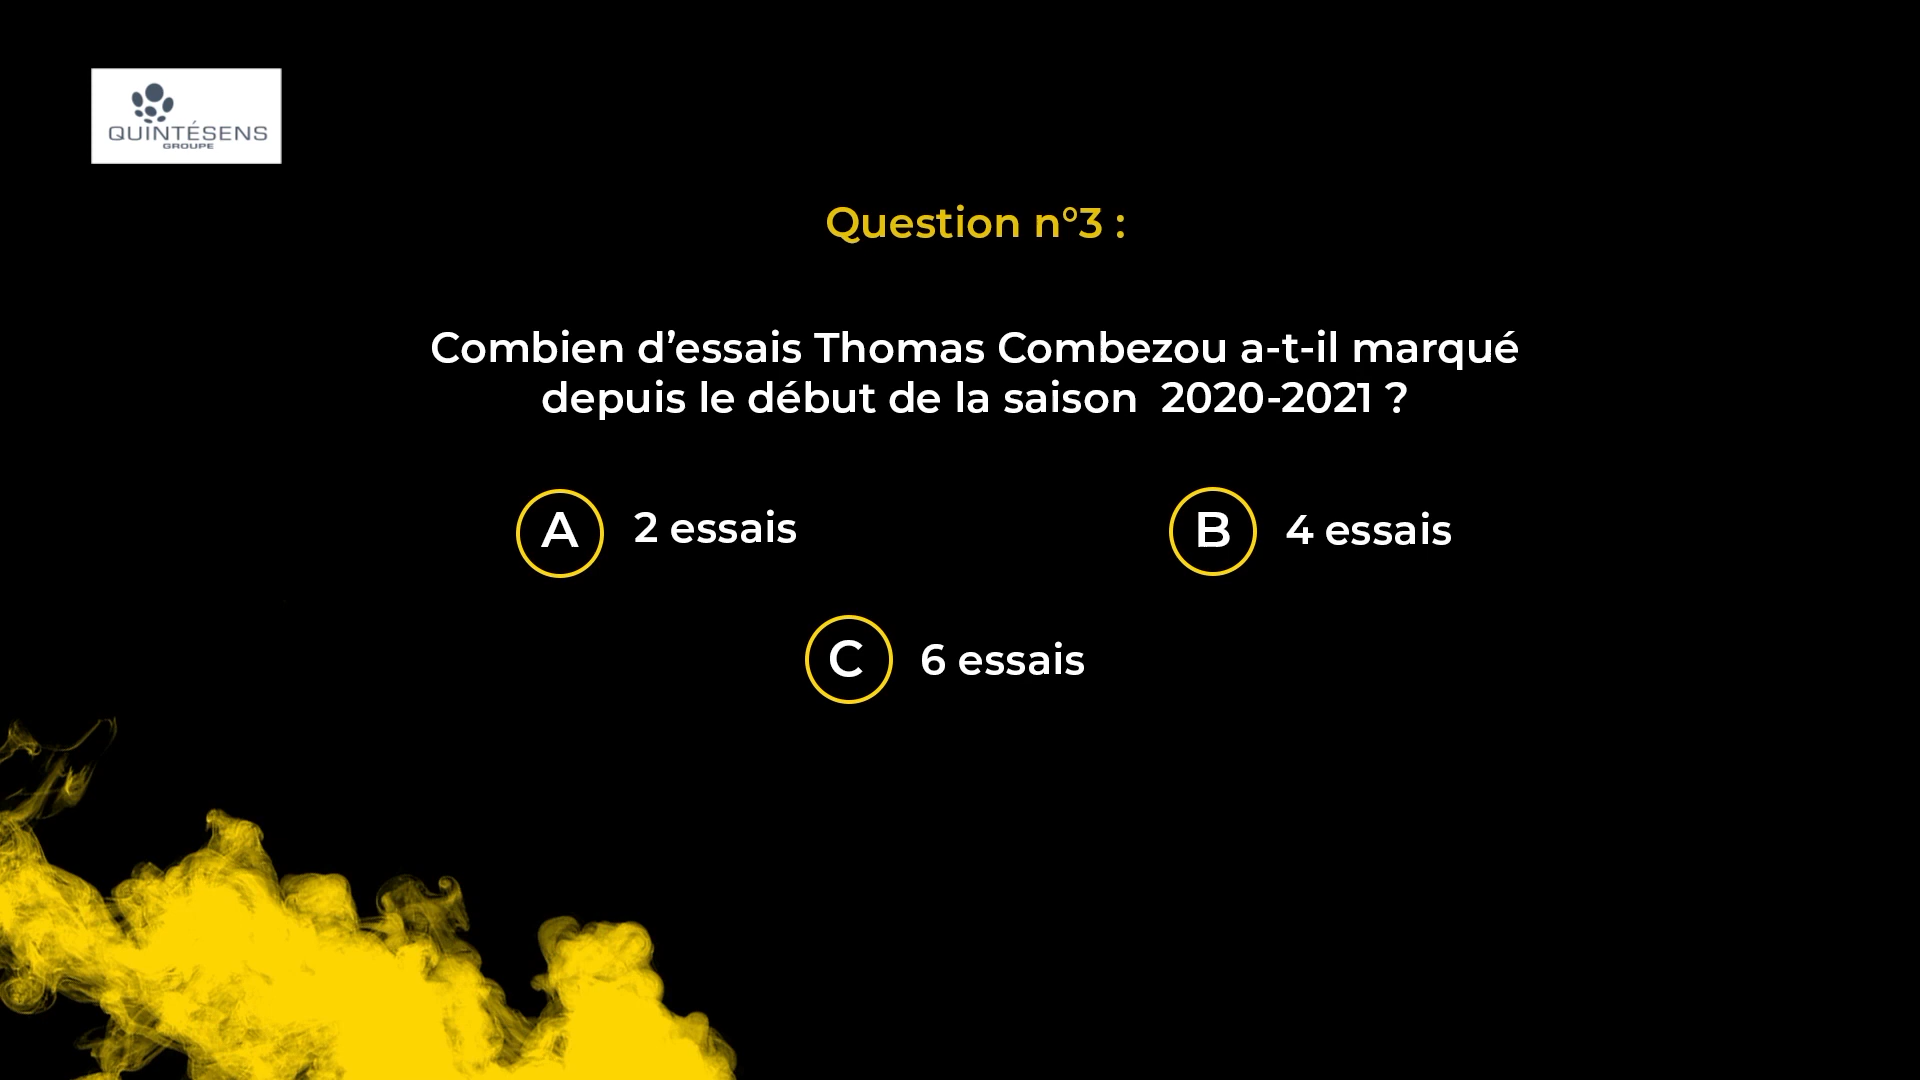 QUINTÉSENS
GROUPE
Question n°3 :
Combien d’essais Thomas Combezou a-t-il marqué
depuis le début de la saison  2020-2021 ?
A 2 essais
B 4 essais
C 6 essais